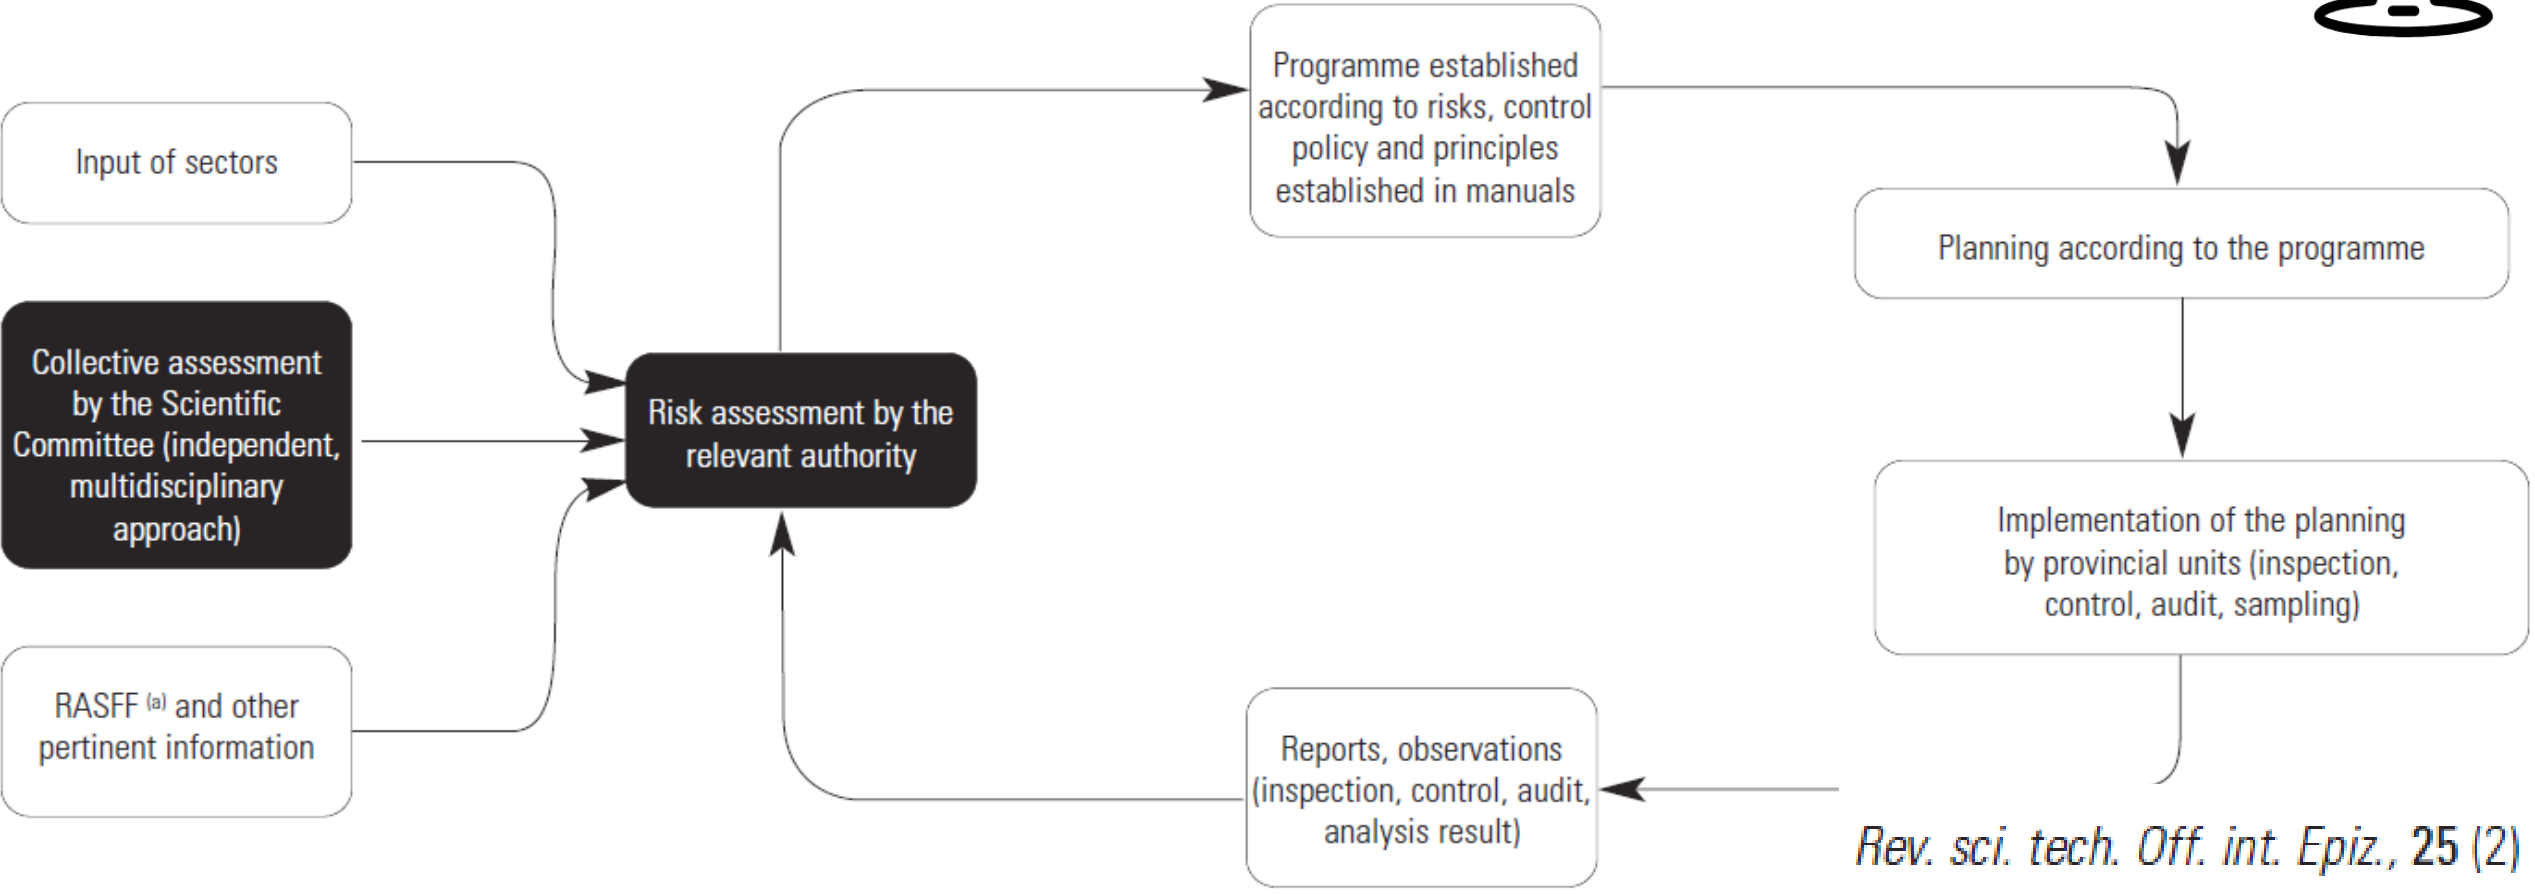 Input of sectors
Collective assessment
by the Scientific
Committee (independent,
multidisciplinary
approach)
RASFF (a) and other
pertinent information
Risk assessment by the
relevant authority
Programme established
according to risks, control
policy and principles
established in manuals
Planning according to the programme
Implementation of the planning
by provincial units (inspection,
control, audit, sampling)
Reports, observations
(inspection, control, audit,
analysis result)
Rev. sci. tech. Off. int. Epiz., 25 (2)